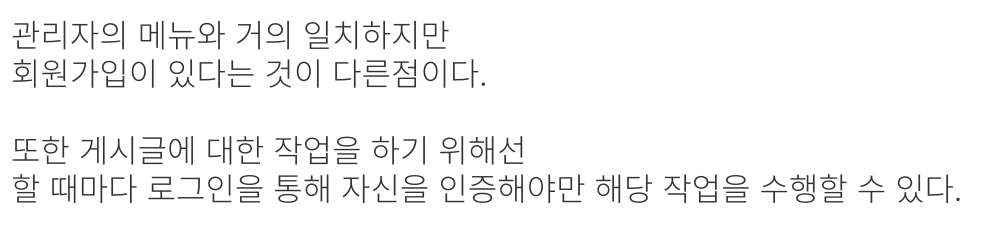 관리자의 메뉴와 거의 일치하지만
회원가입이 있다는 것이 다른점이다.
또한 게시글에 대한 작업을 하기 위해선
할 때마다 로그인을 통해 자신을 인증해야만 해당 작업을 수행할 수 있다.